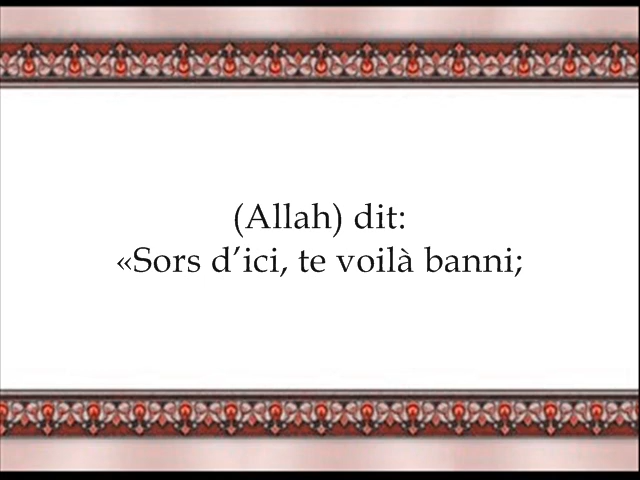 (Allah) dit:
«Sors d’ici, te voilà banni;